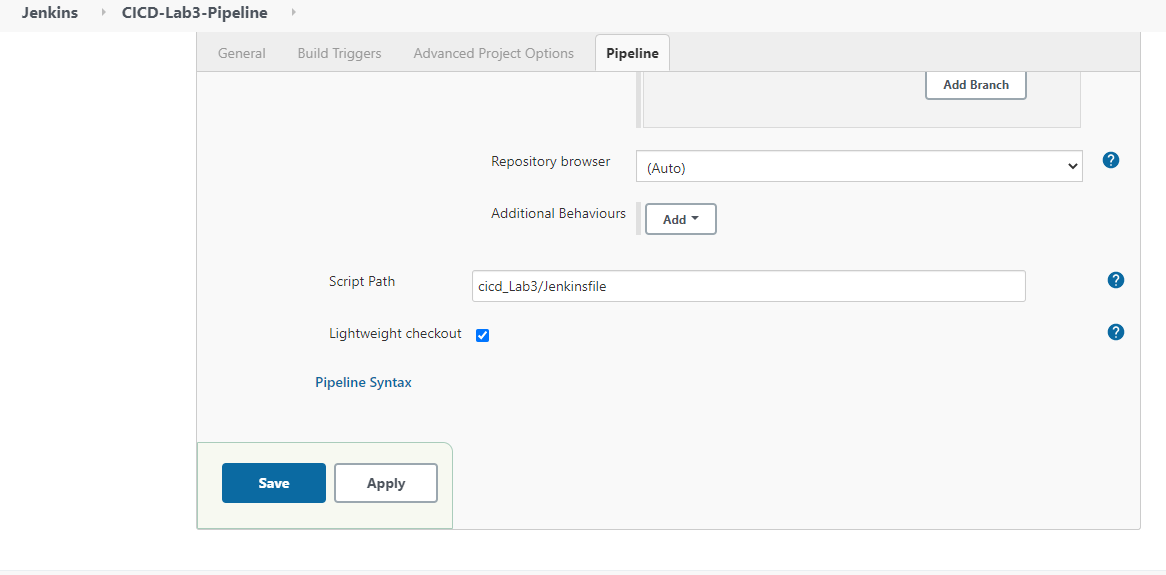 Jenkins CICD-Lab3-Pipeline
General Build Triggers Advanced Project Options Pipeline
Add Branch
Repository browser (Auto) ?
Additional Behaviours Add
Script Path cicd_Lab3/Jenkinsfile ?
Lightweight checkout ?
Pipeline Syntax
Save Apply